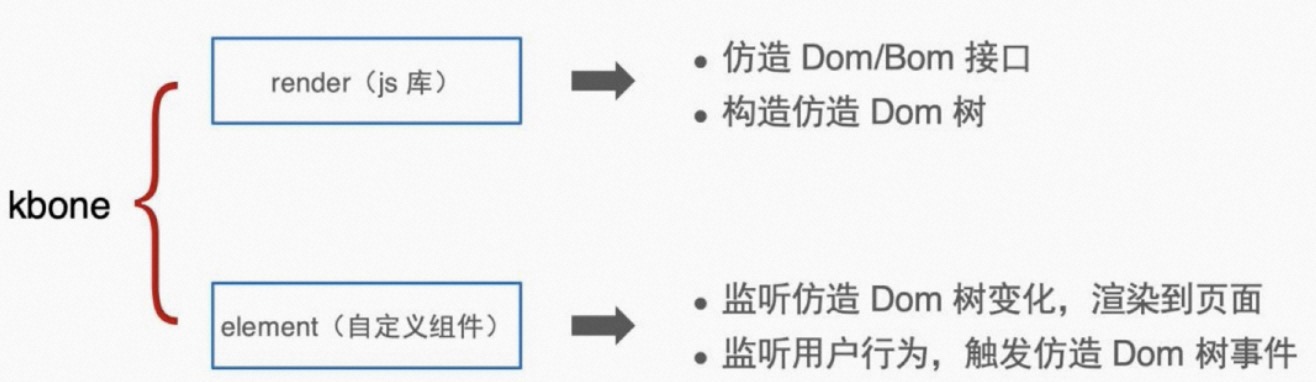 kbone
render（js 库）
• 仿造 Dom/Bom 接口
• 构造仿造 Dom 树
element（自定义组件）
• 监听仿造 Dom 树变化，渲染到页面
• 监听用户行为，触发仿造 Dom 树事件